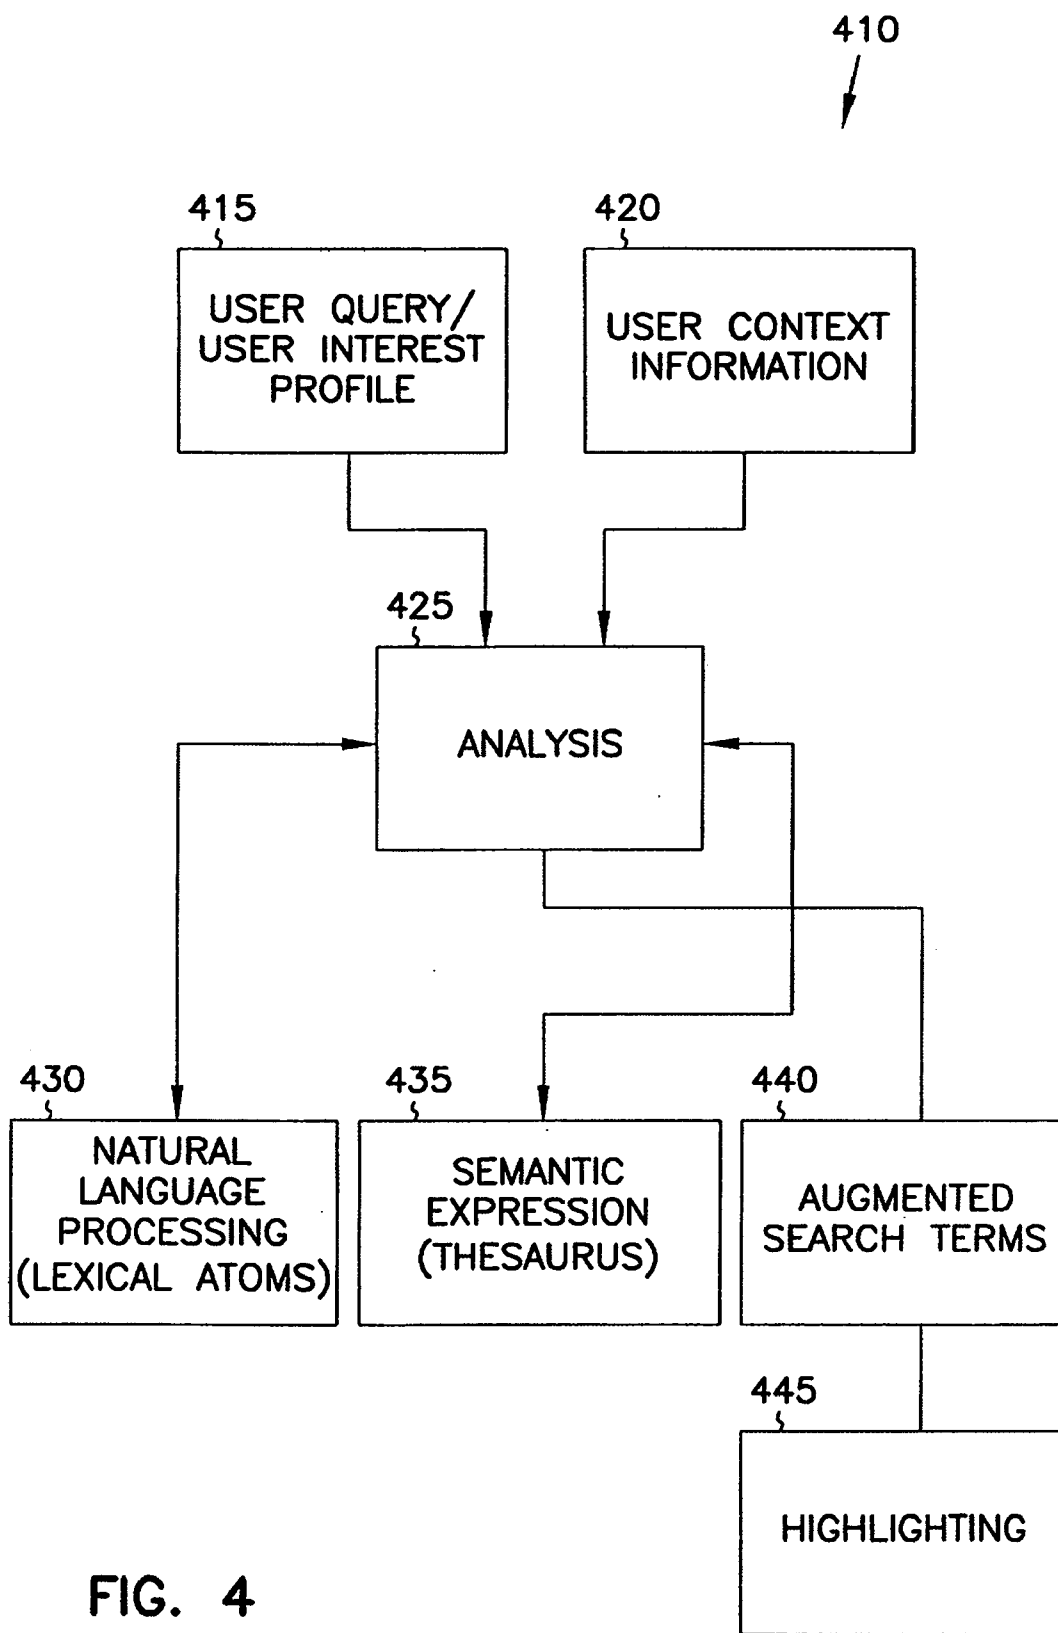 410
415
USER QUERY/
USER INTEREST
PROFILE
420
USER CONTEXT
INFORMATION
425
ANALYSIS
430
NATURAL
LANGUAGE
PROCESSING
(LEXICAL ATOMS)
435
SEMANTIC
EXPRESSION
(THESAURUS)
440
AUGMENTED
SEARCH TERMS
445
HIGHLIGHTING
FIG. 4